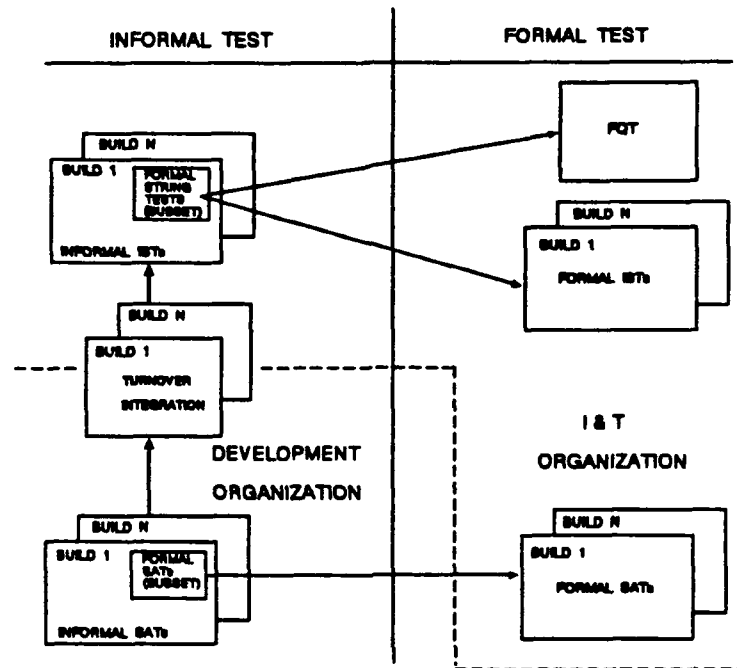 INFORMAL TEST
FORMAL TEST
BUILD N
BUILD 1
FORMAL
STRING
TESTS
(SUBSET)
INFORMAL ISTs
FQT
BUILD N
BUILD 1
FORMAL ISTs
BUILD N
BUILD 1
TURNOVER
INTEGRATION
DEVELOPMENT
ORGANIZATION
I & T
ORGANIZATION
BUILD N
BUILD 1
FORMAL
SATs
(SUBSET)
INFORMAL SATs
BUILD N
BUILD 1
FORMAL SATs